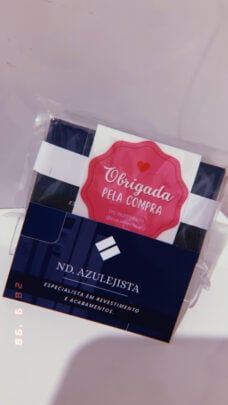 Obrigada
PELA COMPRA
ND. AZULEJISTA
ESPECIALISTA EM REVESTIMENTO
E ACABAMENTOS.